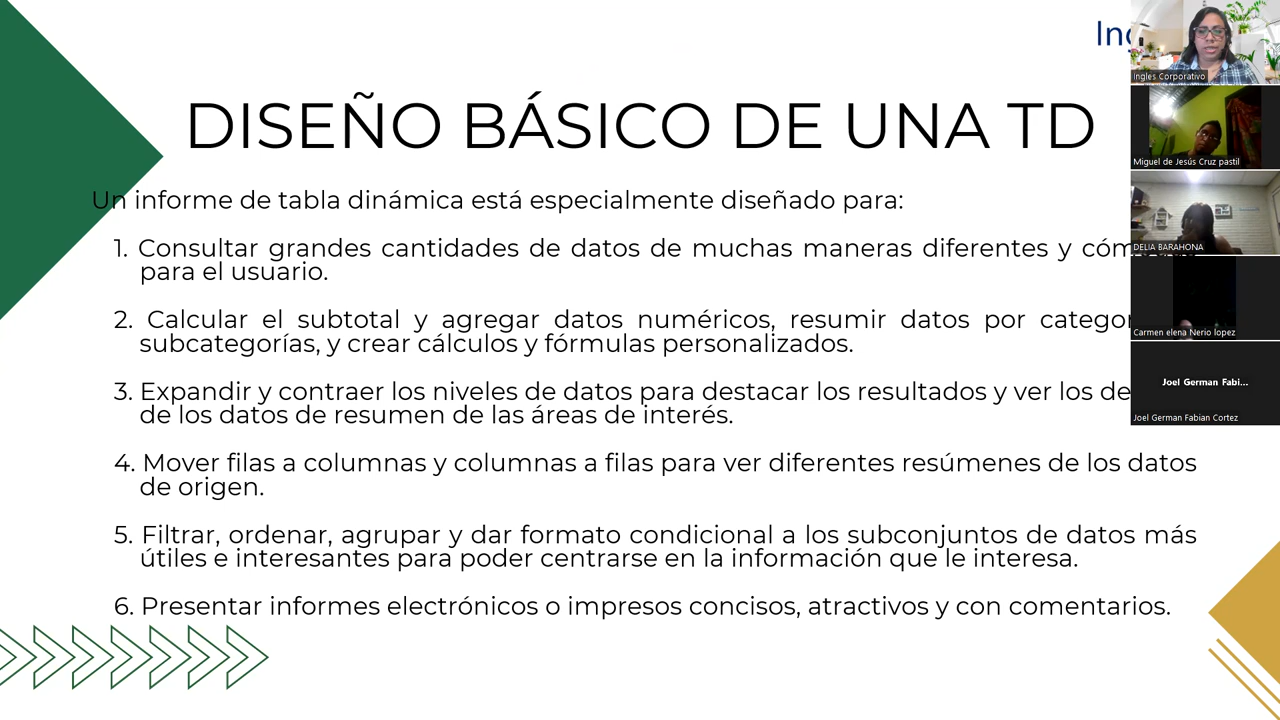 DISEÑO BÁSICO DE UNA TD
Un informe de tabla dinámica está especialmente diseñado para:
1. Consultar grandes cantidades de datos de muchas maneras diferentes y
para el usuario.
2. Calcular el subtotal y agregar datos numéricos, resumir datos por
subcategorías, y crear cálculos y fórmulas personalizados.
3. Expandir y contraer los niveles de datos para destacar los resultados y ver los
de los datos de resumen de las áreas de interés.
4. Mover filas a columnas y columnas a filas para ver diferentes resúmenes de los datos
de origen.
5. Filtrar, ordenar, agrupar y dar formato condicional a los subconjuntos de datos más
útiles e interesantes para poder centrarse en la información que le interesa.
6. Presentar informes electrónicos o impresos concisos, atractivos y con comentarios.
Ingles Corporativo
Miguel de Jesús Cruz pastil
DELIA BARAHONA
Carmen elena Nerio lopez
Joel German Fabi...
Joel German Fabian Cortez